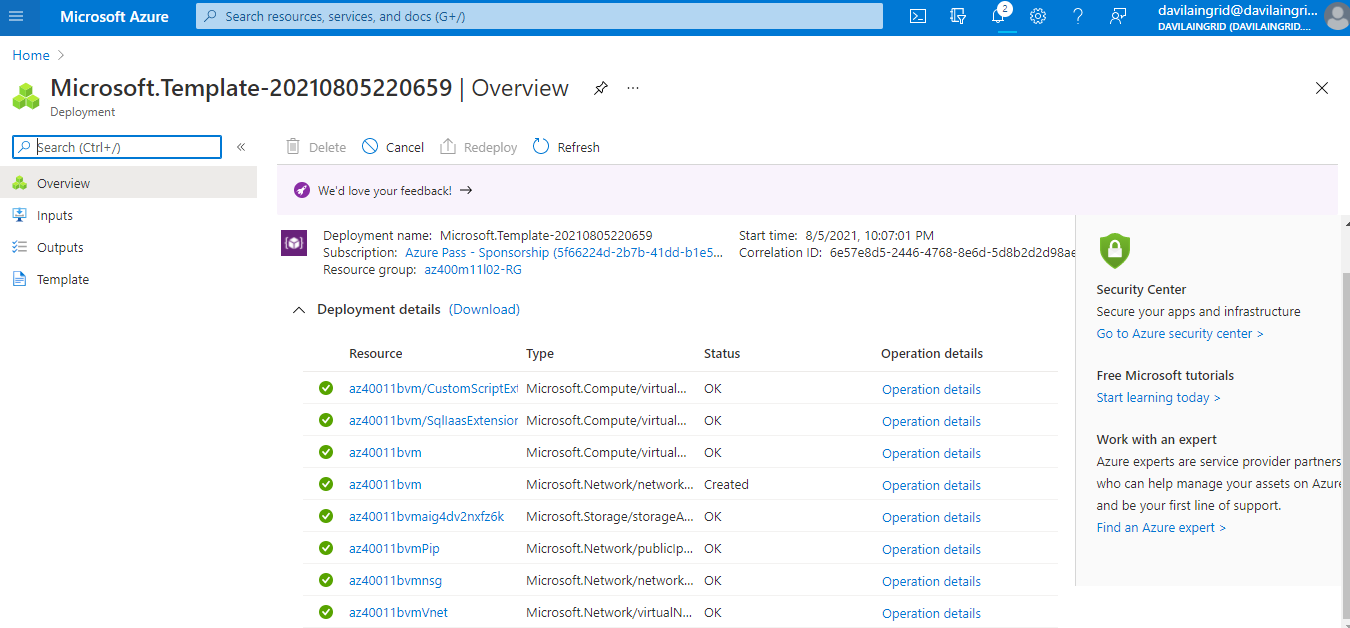 Microsoft Azure
Search resources, services, and docs (G+/)
2
davilaingrid@davilaingri...
DAVILAINGRID (DAVILAINGRID....
Home
Microsoft.Template-20210805220659 | Overview
...
Deployment
Search (Ctrl+/)
«
Delete
Cancel
Redeploy
Refresh
Overview
Inputs
Outputs
Template
We'd love your feedback! →
Deployment name: Microsoft.Template-20210805220659
Subscription: Azure Pass - Sponsorship (5f66224d-2b7b-41dd-b1e5...
Resource group: az400m11l02-RG
Start time: 8/5/2021, 10:07:01 PM
Correlation ID: 6e57e8d5-2446-4768-8e6d-5d8b2d2d98ae
Deployment details (Download)
Resource Type Status Operation details
az40011bvm/CustomScriptExt Microsoft.Compute/virtual... OK Operation details
az40011bvm/SqlIaasExtension Microsoft.Compute/virtual... OK Operation details
az40011bvm Microsoft.Compute/virtual... OK Operation details
az40011bvm Microsoft.Network/network... Created Operation details
az40011bvmaig4dv2nxfz6k Microsoft.Storage/storageA... OK Operation details
az40011bvmPip Microsoft.Network/publicIp... OK Operation details
az40011bvmnsg Microsoft.Network/network... OK Operation details
az40011bvmVnet Microsoft.Network/virtualN... OK Operation details
Security Center
Secure your apps and infrastructure
Go to Azure security center >
Free Microsoft tutorials
Start learning today >
Work with an expert
Azure experts are service provider partners
who can help manage your assets on Azure
and be your first line of support.
Find an Azure expert >